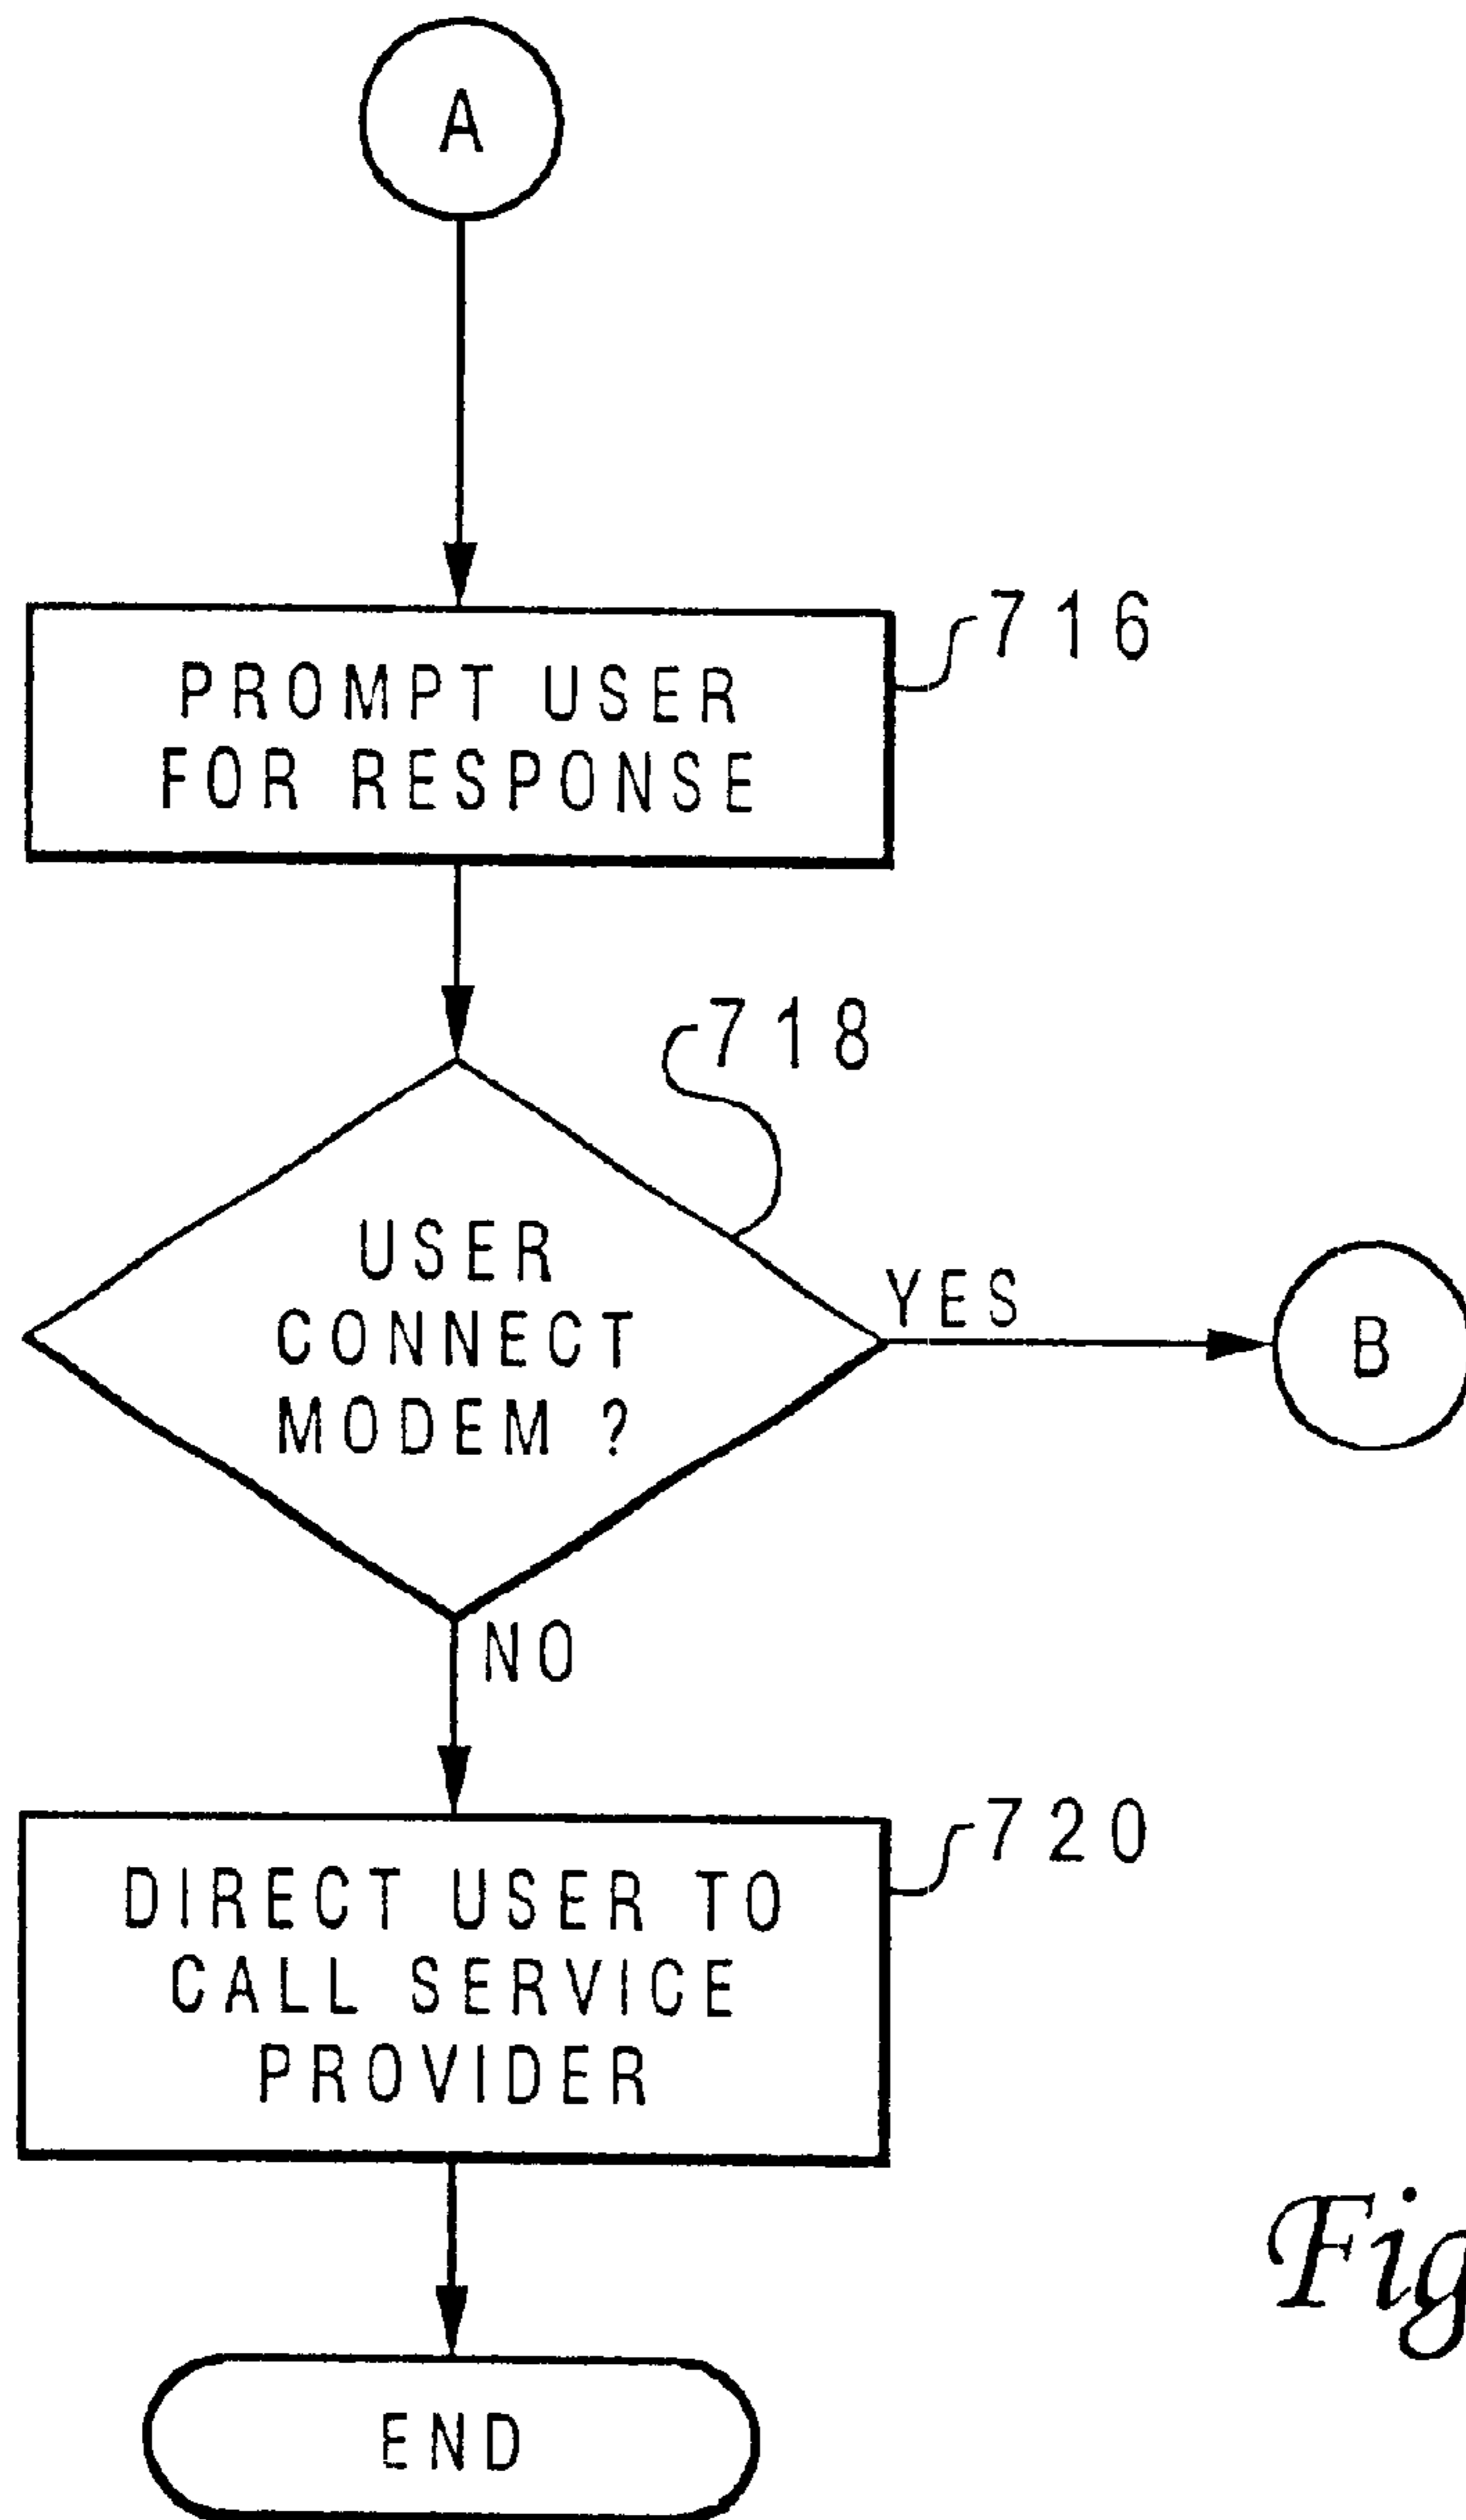 A
PROMPT USER
FOR RESPONSE
716
718
USER
CONNECT
MODEM ?
YES
B
NO
DIRECT USER TO
CALL SERVICE
PROVIDER
720
END